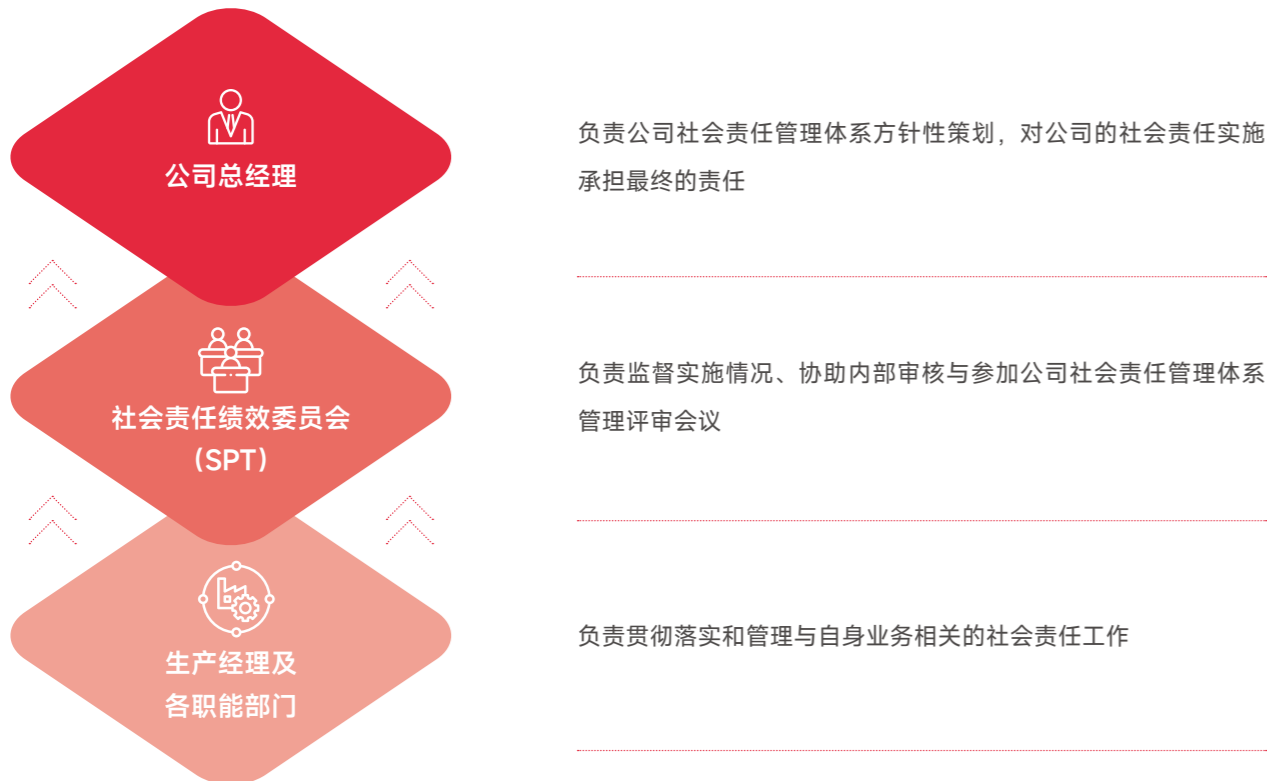 公司总经理
负责公司社会责任管理体系方针性策划，对公司的社会责任实施
承担最终的责任
社会责任绩效委员会
（SPT）
负责监督实施情况、协助内部审核与参加公司社会责任管理体系
管理评审会议
生产经理及
各职能部门
负责贯彻落实和管理与自身业务相关的社会责任工作